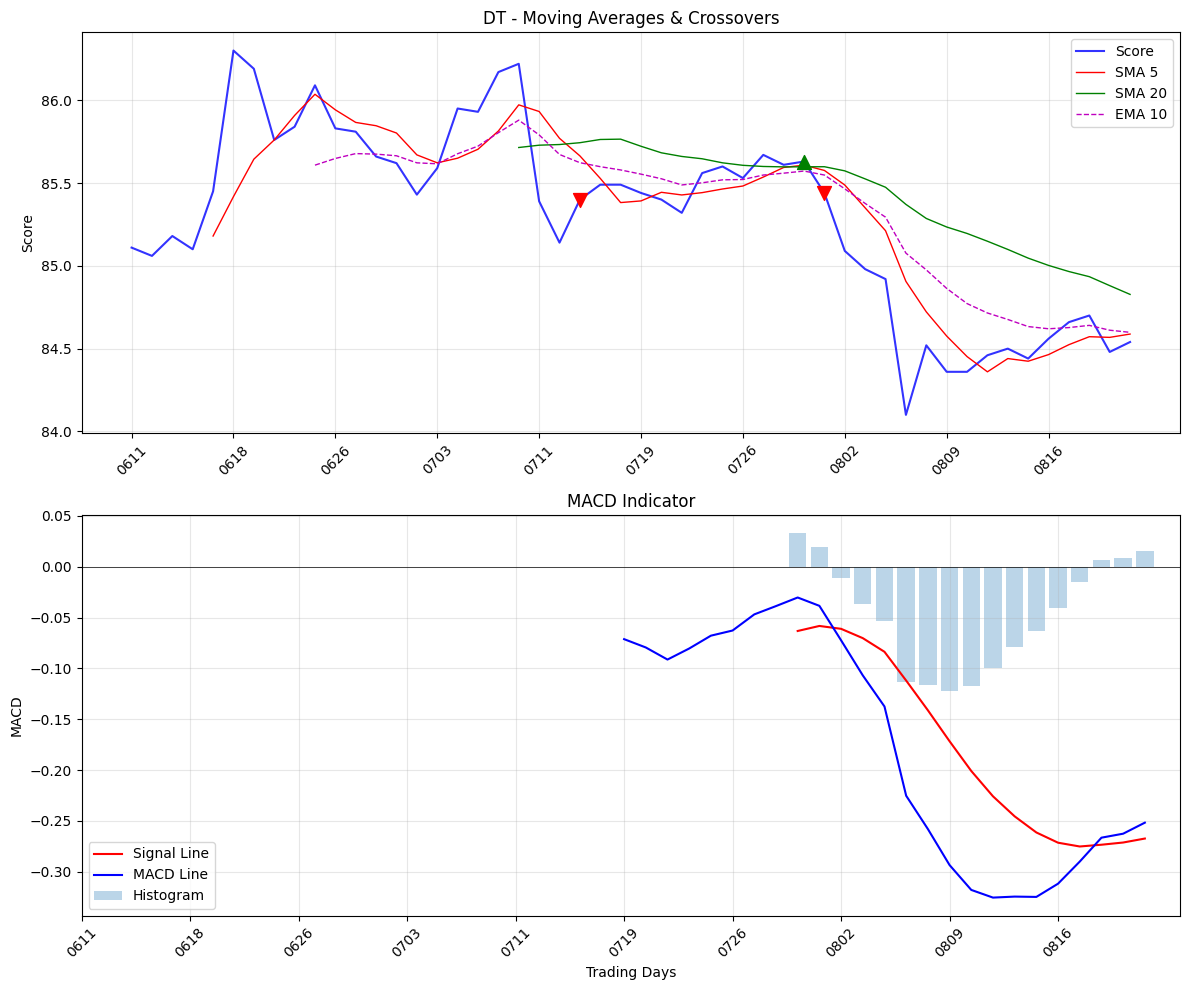 DT - Moving Averages & Crossovers
Score
86.0
85.5
85.0
84.5
84.0
Score
SMA 5
SMA 20
EMA 10
0611
0618
0626
0703
0711
0719
0726
0802
0809
0816
MACD Indicator
MACD
0.05
0.00
−0.05
−0.10
−0.15
−0.20
−0.25
−0.30
Signal Line
MACD Line
Histogram
0611
0618
0626
0703
0711
0719
0726
0802
0809
0816
Trading Days